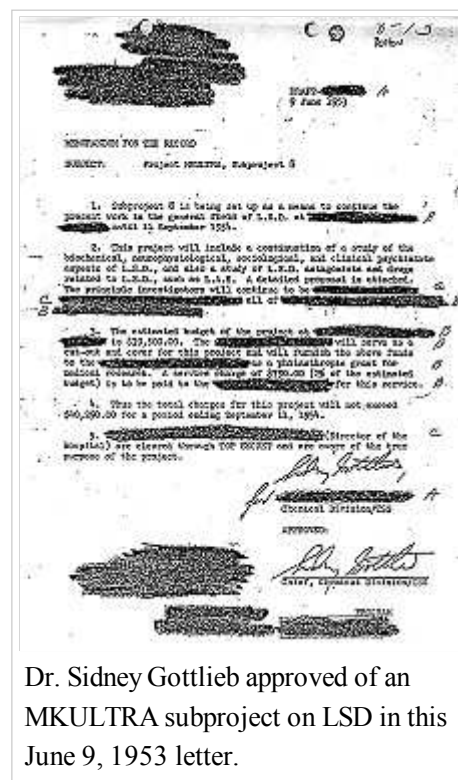 DRAFT
9 June 1953
MEMORANDUM FOR THE RECORD
SUBJECT: Project MKULTRA, Subproject 8
1. Subproject 8 is being set up as a means to continue the
present work in the general field of L.S.D. at
until 11 September 1954.
2. This project will include a continuation of a study of the
biochemical, neurophysiological, sociological, and clinical psychiatric
aspects of L.S.D., and also a study of L.S.D. antagonists and drugs
related to L.S.D., such as L.A.E. A detailed proposal is attached.
The principle investigators will continue to be
all of
3. The estimated budget of the project at
is The will serve as a
cut-out and cover for this project and will furnish the above funds
to the as a philanthropic grant for
medical research. A service charge of (2% of the estimated
budget) is to be paid to the for this service.
4. Thus the total charges for this project will not exceed
for a period ending September 11, 1954.
5. (Director of the
hospital) are cleared through TOP SECRET and are aware of the true
purpose of the project.
Sidney Gottlieb
Chemical Division/TSS
APPROVED:
Sidney Gottlieb
Chief, Chemical Division/TSS
Dr. Sidney Gottlieb approved of an
MKULTRA subproject on LSD in this
June 9, 1953 letter.